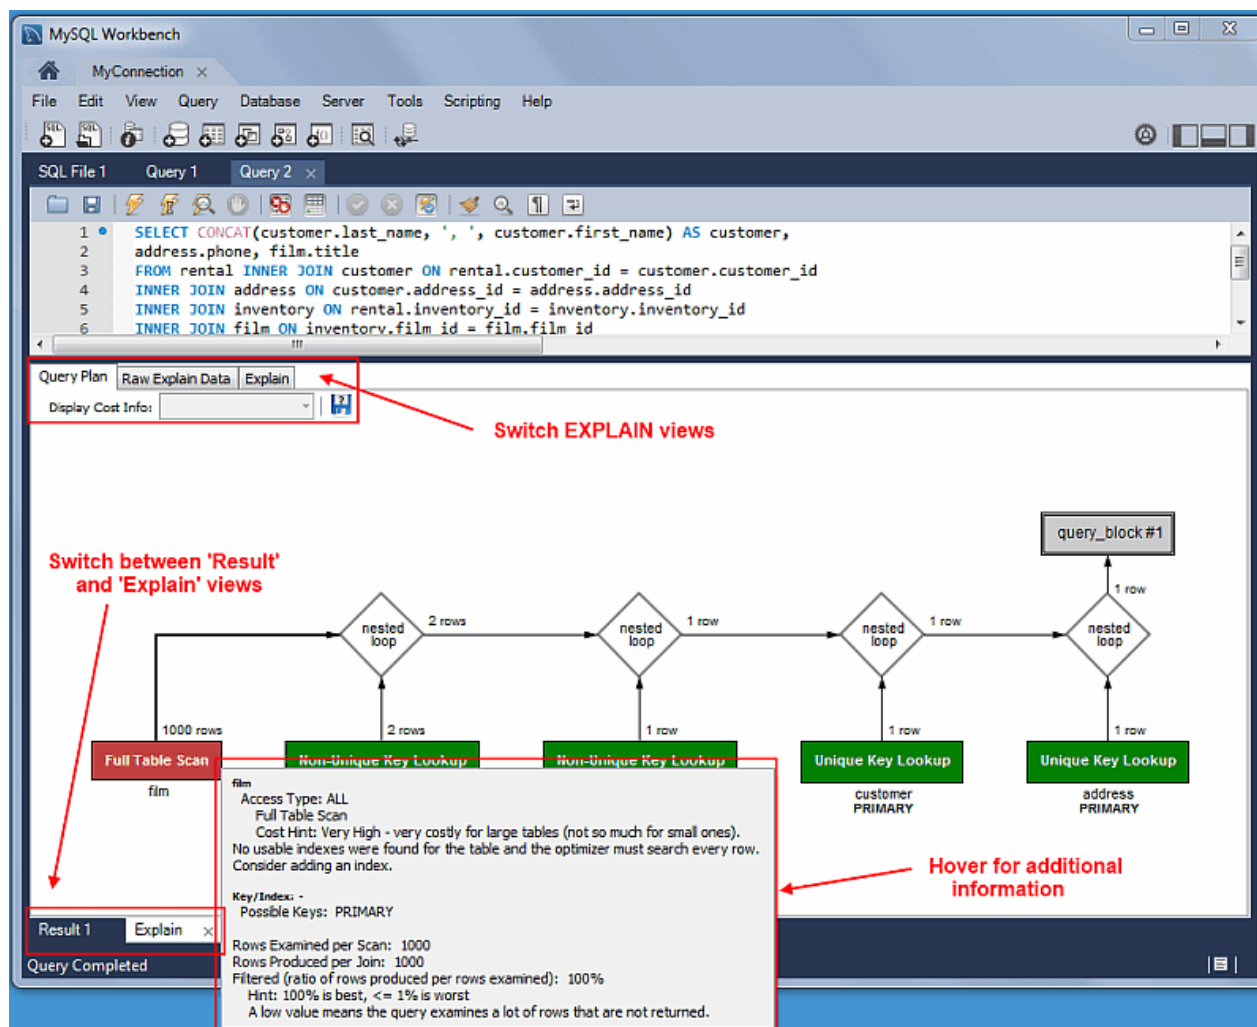 MySQL Workbench
MyConnection
File Edit View Query Database Server Tools Scripting Help
SQL File 1 Query 1 Query 2
1 SELECT CONCAT(customer.last_name, ', ', customer.first_name) AS customer,
2 address.phone, film.title
3 FROM rental INNER JOIN customer ON rental.customer_id = customer.customer_id
4 INNER JOIN address ON customer.address_id = address.address_id
5 INNER JOIN inventory ON rental.inventory_id = inventory.inventory_id
6 INNER JOIN film ON inventory.film_id = film.film_id
Query Plan Raw Explain Data Explain
Display Cost Info:
Switch EXPLAIN views
query_block #1
Switch between 'Result'
and 'Explain' views
1 row
nested
loop
2 rows
nested
loop
1 row
nested
loop
1 row
nested
loop
1000 rows
2 rows
1 row
1 row
1 row
Full Table Scan
Non-Unique Key Lookup
Non-Unique Key Lookup
Unique Key Lookup
Unique Key Lookup
film
customer
PRIMARY
address
PRIMARY
film
Access Type: ALL
Full Table Scan
Cost Hint: Very High - very costly for large tables (not so much for small ones).
No usable indexes were found for the table and the optimizer must search every row.
Consider adding an index.
Key/Index: -
Possible Keys: PRIMARY
Rows Examined per Scan: 1000
Rows Produced per Join: 1000
Filtered (ratio of rows produced per rows examined): 100%
Hint: 100% is best, <= 1% is worst
A low value means the query examines a lot of rows that are not returned.
Hover for additional
information
Result 1 Explain
Query Completed